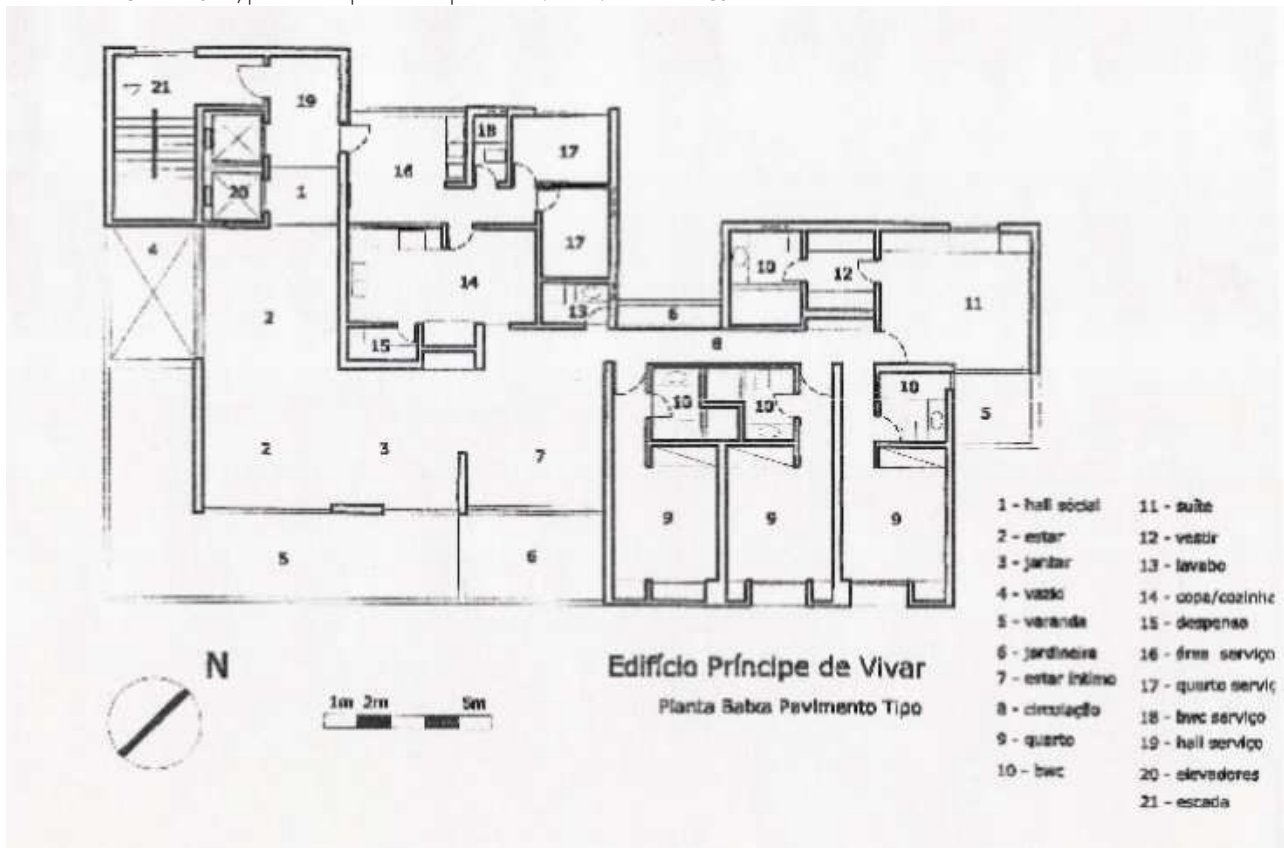 21
19
18
17
16
20
1
4
17
10
12
11
14
2
13
6
15
8
10
10
10
5
2
3
7
9
9
9
5
6
1 - hall social
2 - estar
3 - jantar
4 - vazio
5 - varanda
6 - jardineira
7 - estar íntimo
8 - circulação
9 - quarto
10 - bwc
11 - suíte
12 - vestir
13 - lavabo
14 - copa/cozinha
15 - despensa
16 - área serviço
17 - quarto serviç
18 - bwc serviço
19 - hall serviço
20 - elevadores
21 - escada
N
1m 2m 5m
Edifício Príncipe de Vivar
Planta Baixa Pavimento Tipo